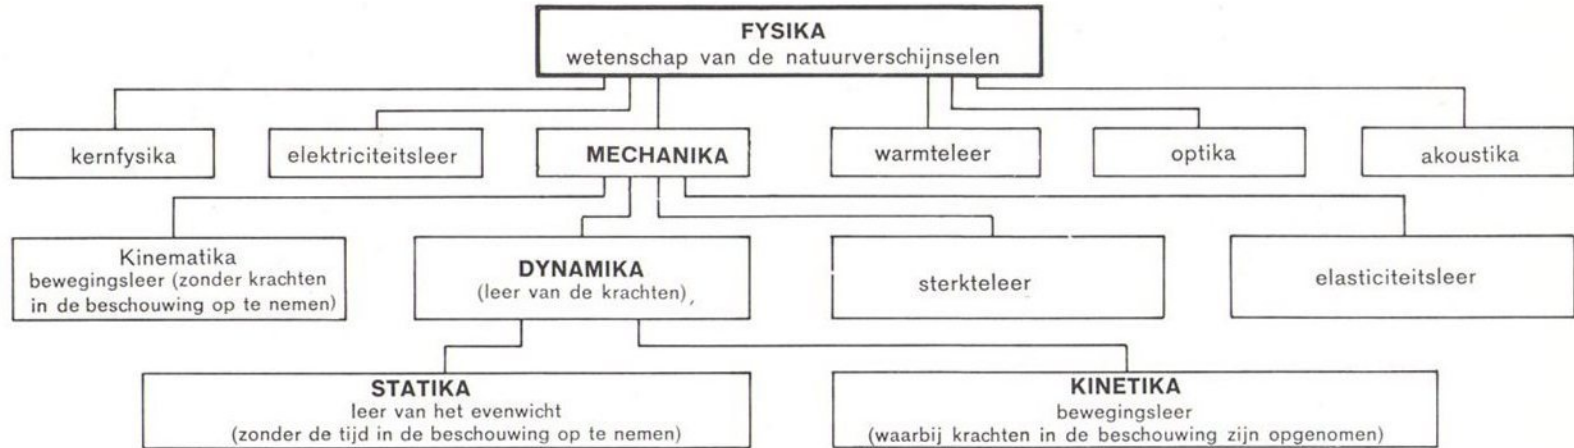 FYSIKA
wetenschap van de natuurverschijnselen
kernfysika
elektriciteitsleer
MECHANIKA
warmteleer
optika
akoustika
Kinematika
bewegingsleer (zonder krachten
in de beschouwing op te nemen)
DYNAMIKA
(leer van de krachten),
sterkteleer
elasticiteitsleer
STATIKA
leer van het evenwicht
(zonder de tijd in de beschouwing op te nemen)
KINETIKA
bewegingsleer
(waarbij krachten in de beschouwing zijn opgenomen)